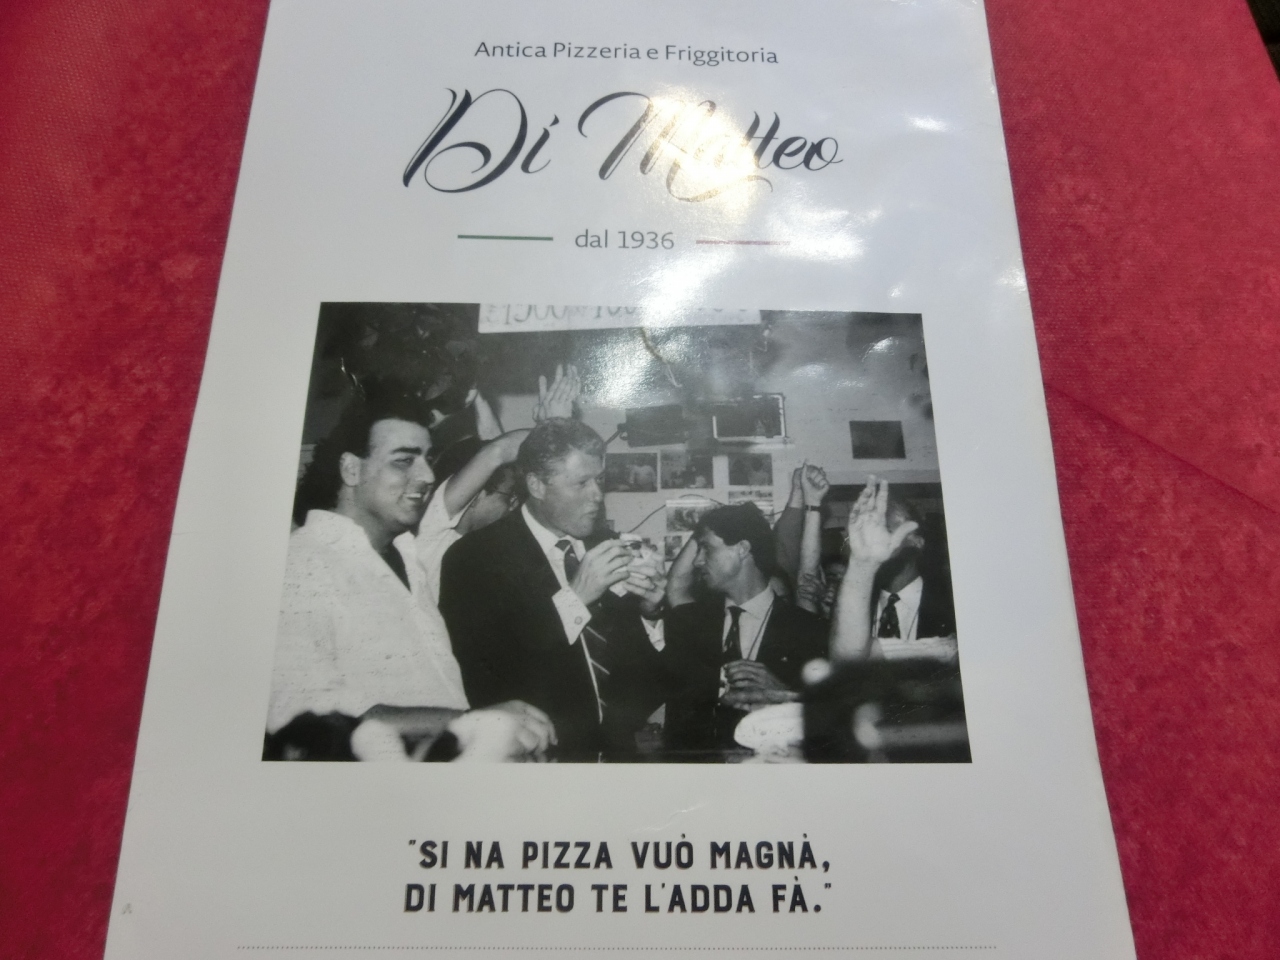 Antica Pizzeria e Friggitoria
Di Matteo
dal 1936
"SI NA PIZZA VUÒ MAGNÀ,
DI MATTEO TE L'ADDA FÀ."